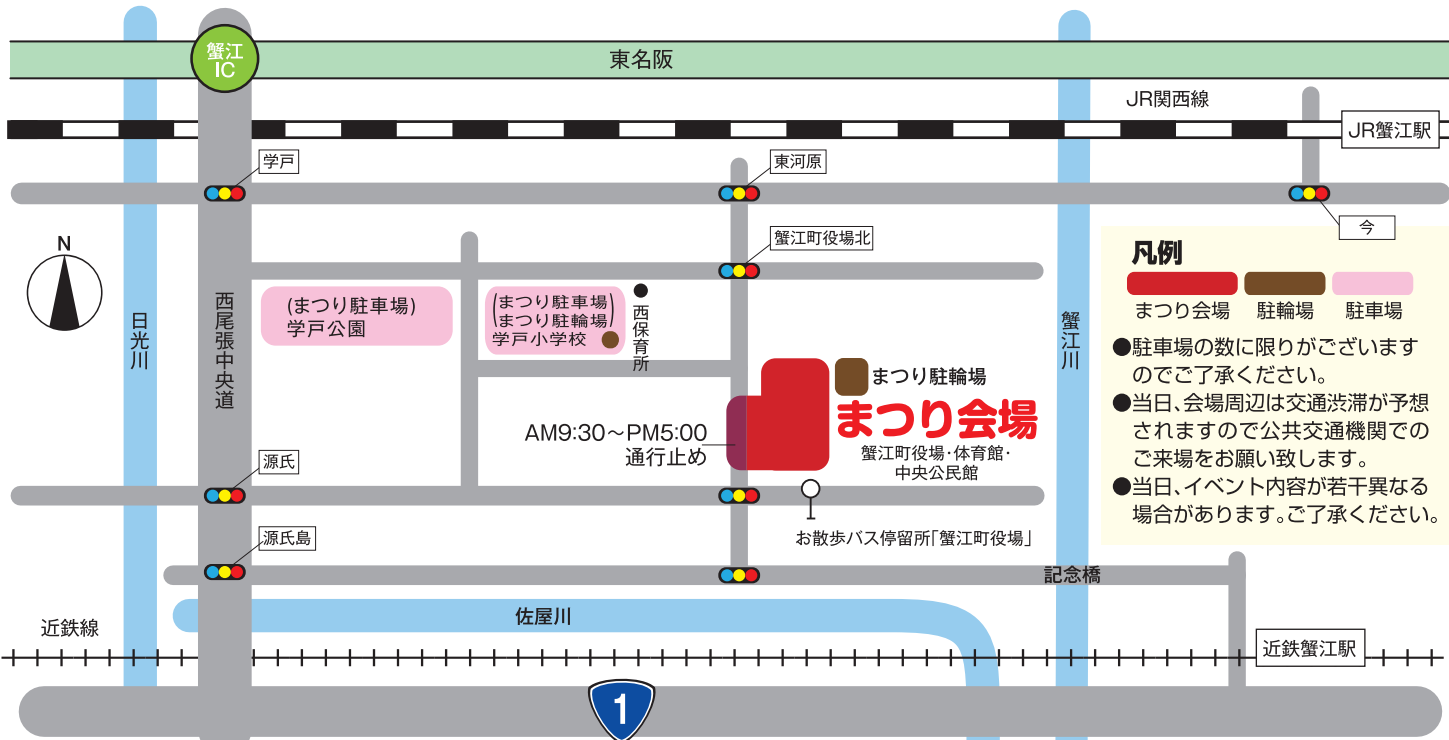 蟹江
IC
東名阪
JR関西線
JR蟹江駅
学戸
東河原
今
蟹江町役場北
N
日光川
西尾張中央道
(まつり駐車場)
学戸公園
(まつり駐車場)
(まつり駐輪場)
学戸小学校
西保育所
蟹江川
凡例
まつり会場
駐輪場
駐車場
●駐車場の数に限りがございます
のでご了承ください。
●当日、会場周辺は交通渋滞が予想
されますので公共交通機関での
ご来場をお願い致します。
●当日、イベント内容が若干異なる
場合があります。ご了承ください。
まつり駐輪場
まつり会場
蟹江町役場・体育館・
中央公民館
AM9:30〜PM5:00
通行止め
源氏
お散歩バス停留所「蟹江町役場」
源氏島
記念橋
佐屋川
近鉄線
近鉄蟹江駅
1